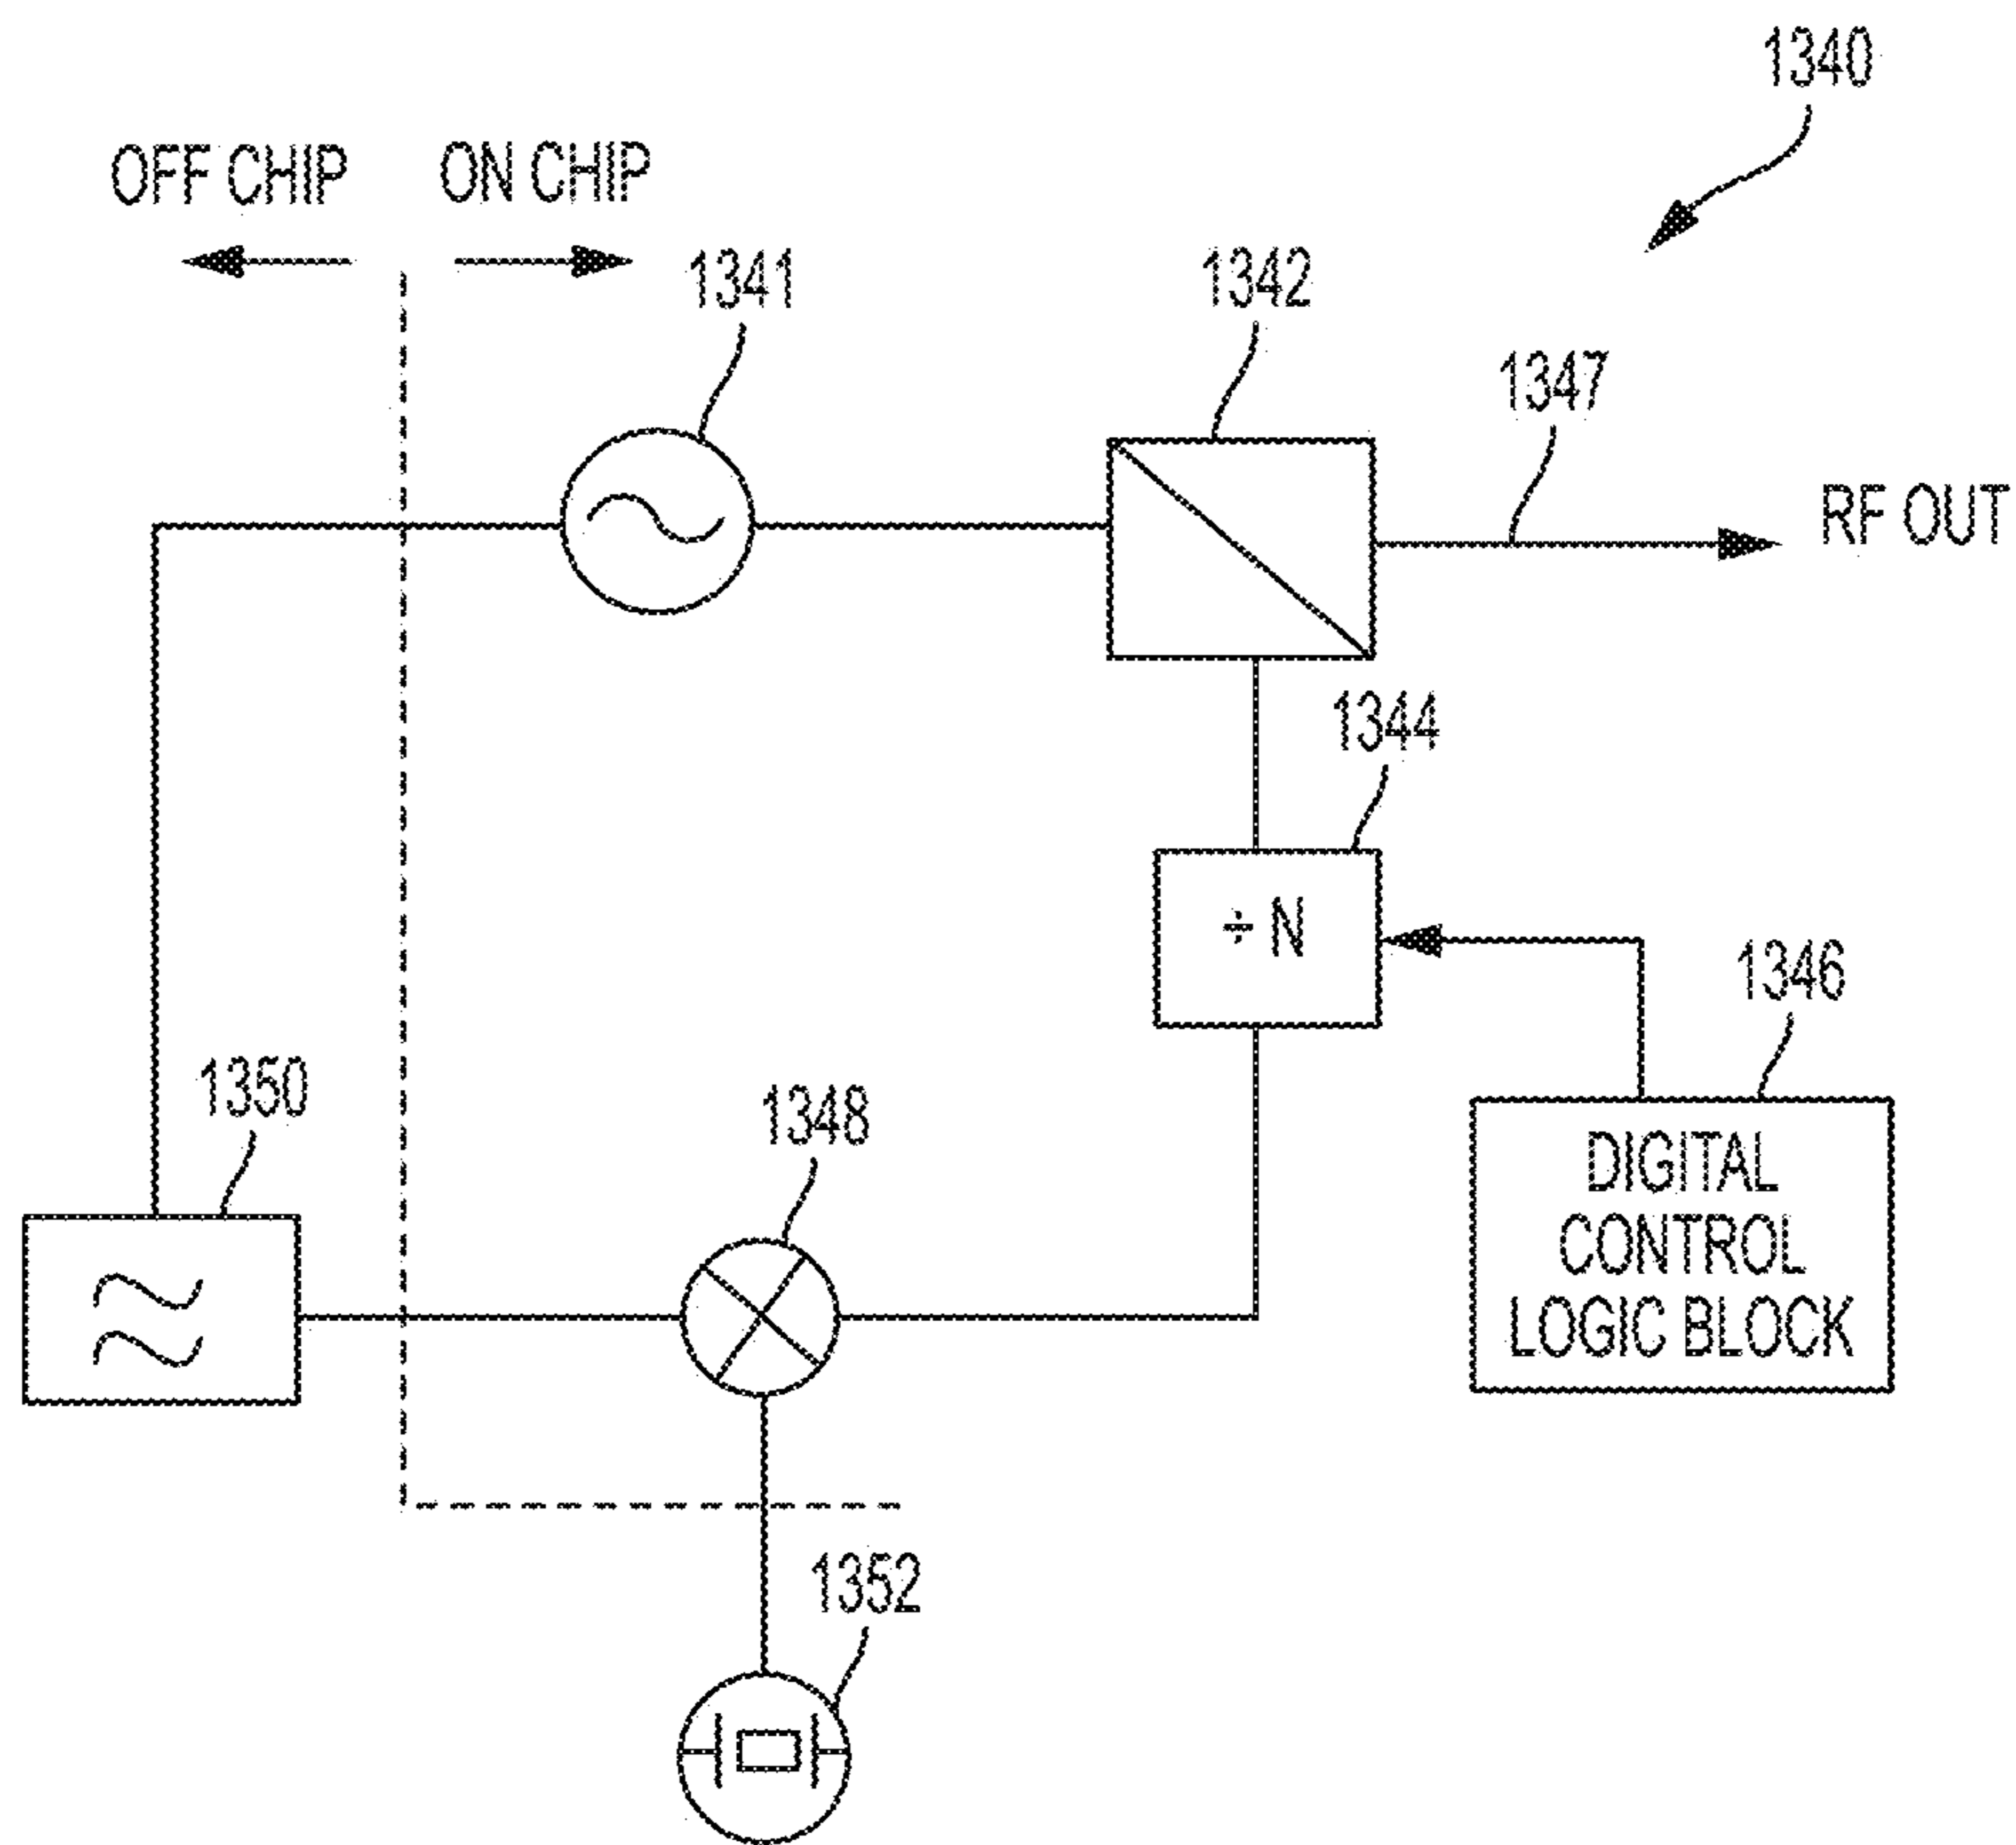 1340
OFF CHIP
ON CHIP
1341
1342
1347
RF OUT
1344
÷ N
1346
1350
1348
DIGITAL
CONTROL
LOGIC BLOCK
1352